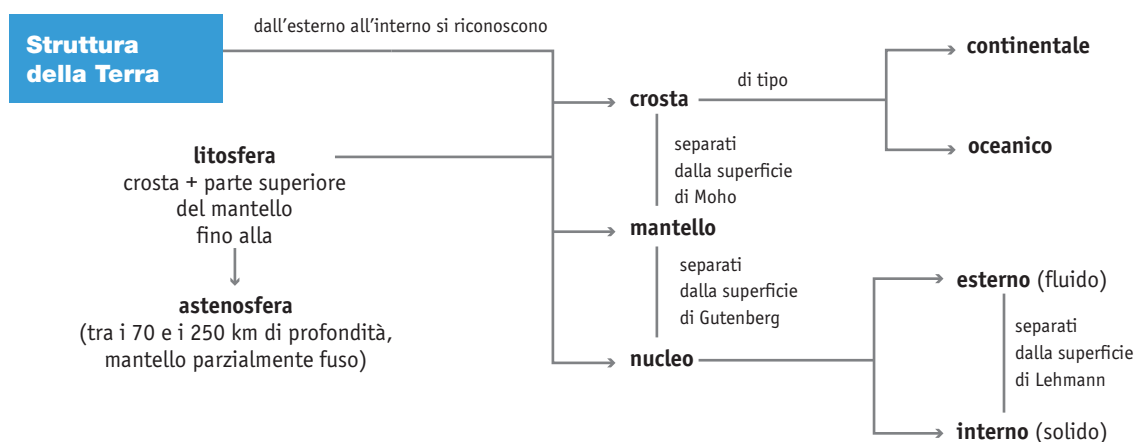 Struttura
della Terra
dall'esterno all'interno si riconoscono
crosta
di tipo
continentale
oceanico
separati
dalla superficie
di Moho
litosfera
crosta + parte superiore
del mantello
fino alla
astenosfera
(tra i 70 e i 250 km di profondità,
mantello parzialmente fuso)
mantello
separati
dalla superficie
di Gutenberg
nucleo
esterno (fluido)
separati
dalla superficie
di Lehmann
interno (solido)